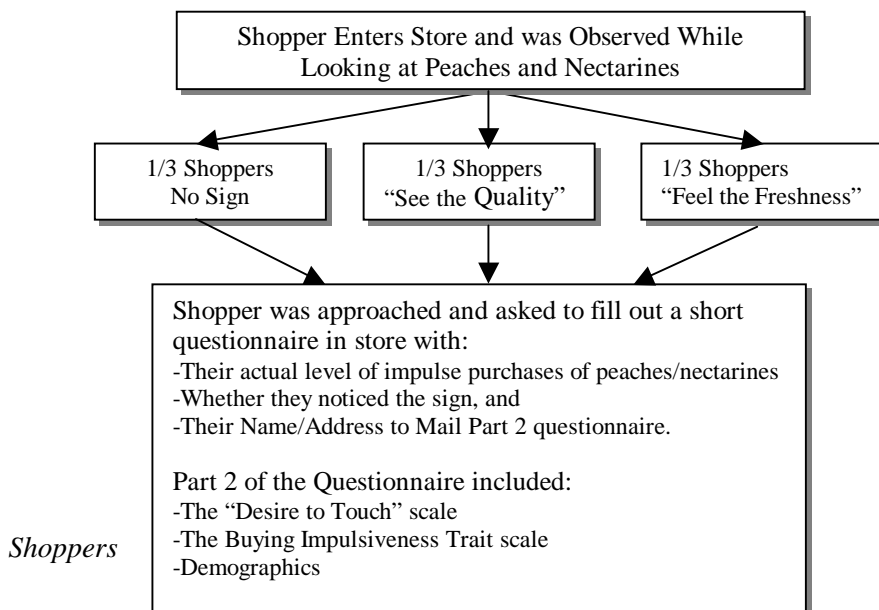 Shopper Enters Store and was Observed While
Looking at Peaches and Nectarines
1/3 Shoppers
No Sign
1/3 Shoppers
“See the Quality”
1/3 Shoppers
“Feel the Freshness”
Shopper was approached and asked to fill out a short
questionnaire in store with:
-Their actual level of impulse purchases of peaches/nectarines
-Whether they noticed the sign, and
-Their Name/Address to Mail Part 2 questionnaire.
Part 2 of the Questionnaire included:
-The “Desire to Touch” scale
-The Buying Impulsiveness Trait scale
-Demographics
Shoppers